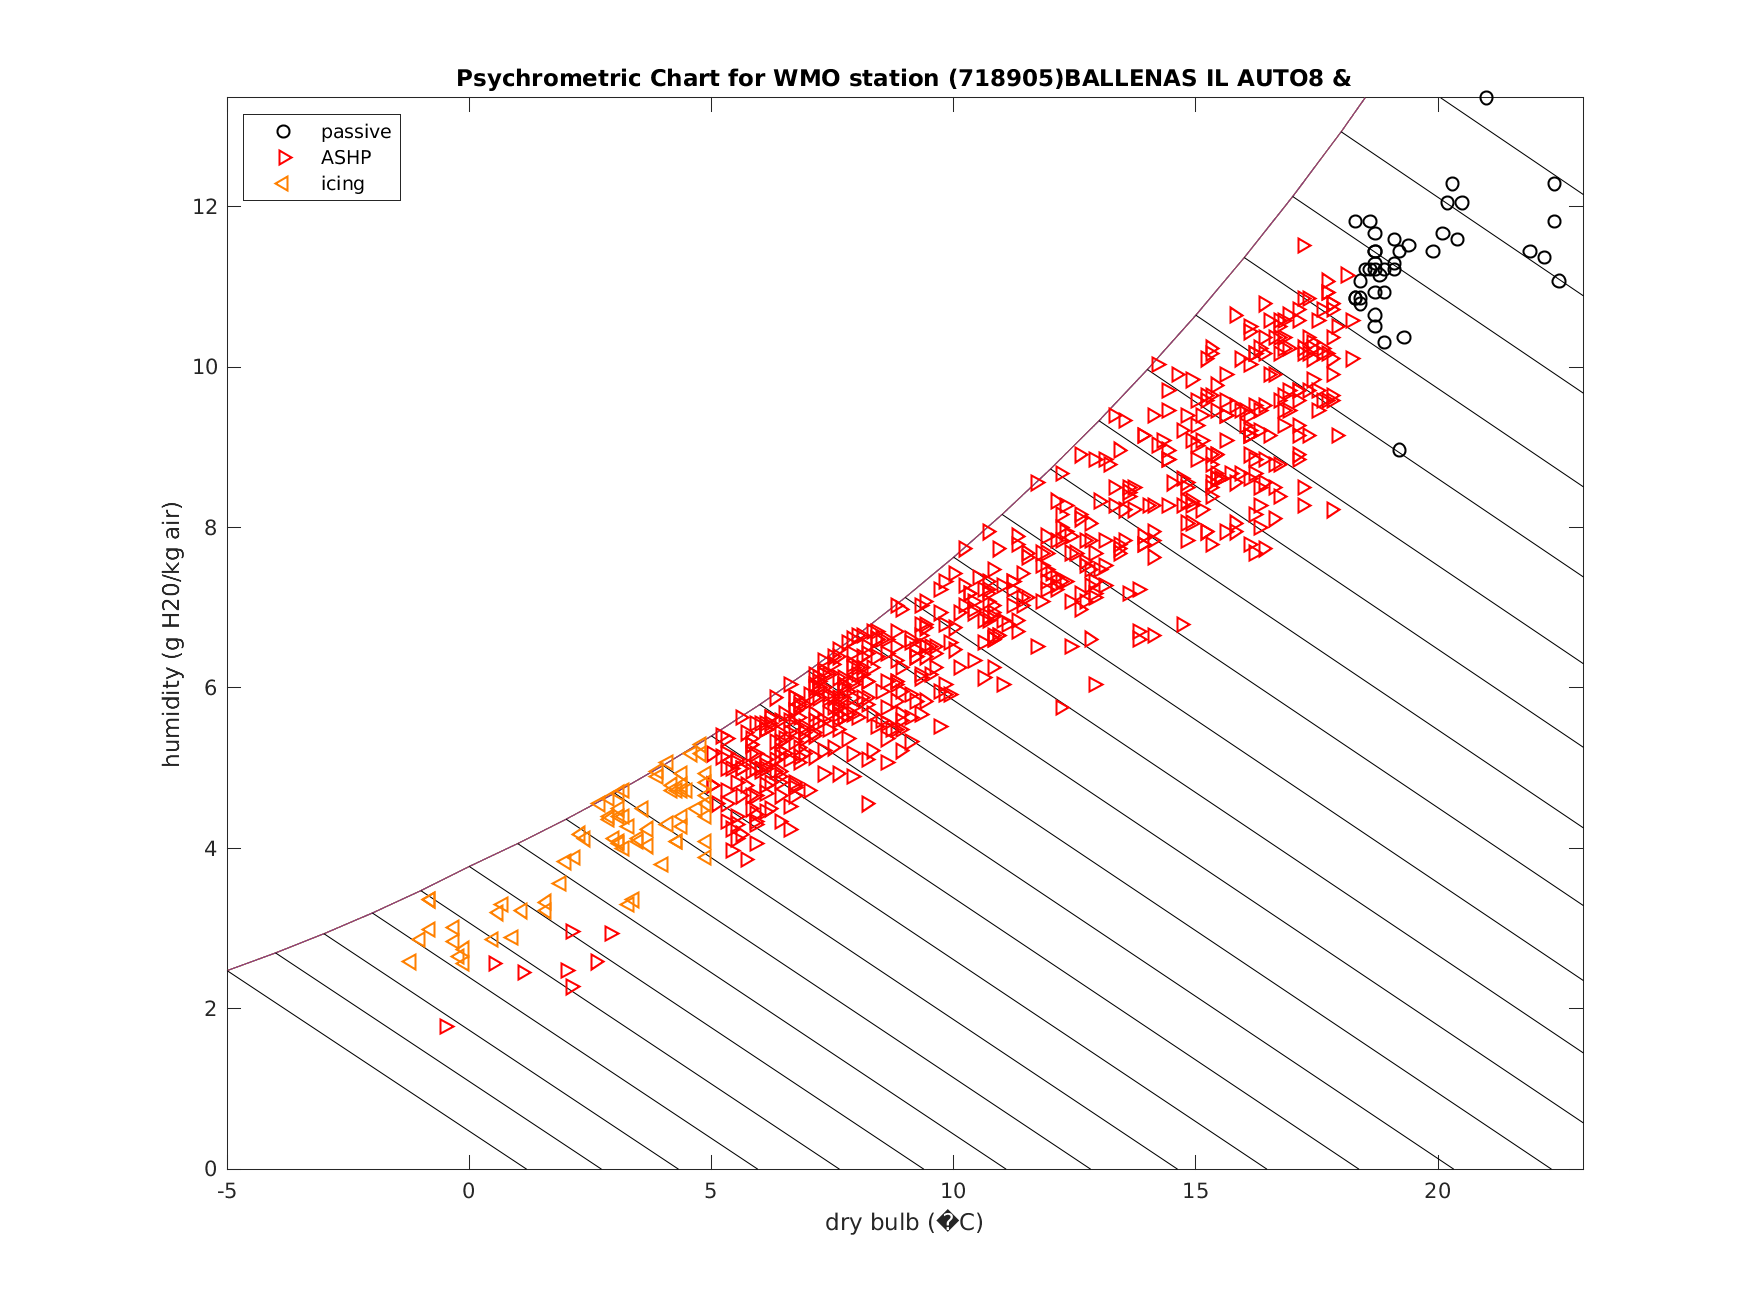 Psychrometric Chart for WMO station (718905)BALLENAS IL AUTO8 &
passive
ASHP
icing
humidity (g H20/kg air)
12
10
8
6
4
2
0
-5
0
5
10
15
20
dry bulb (�C)